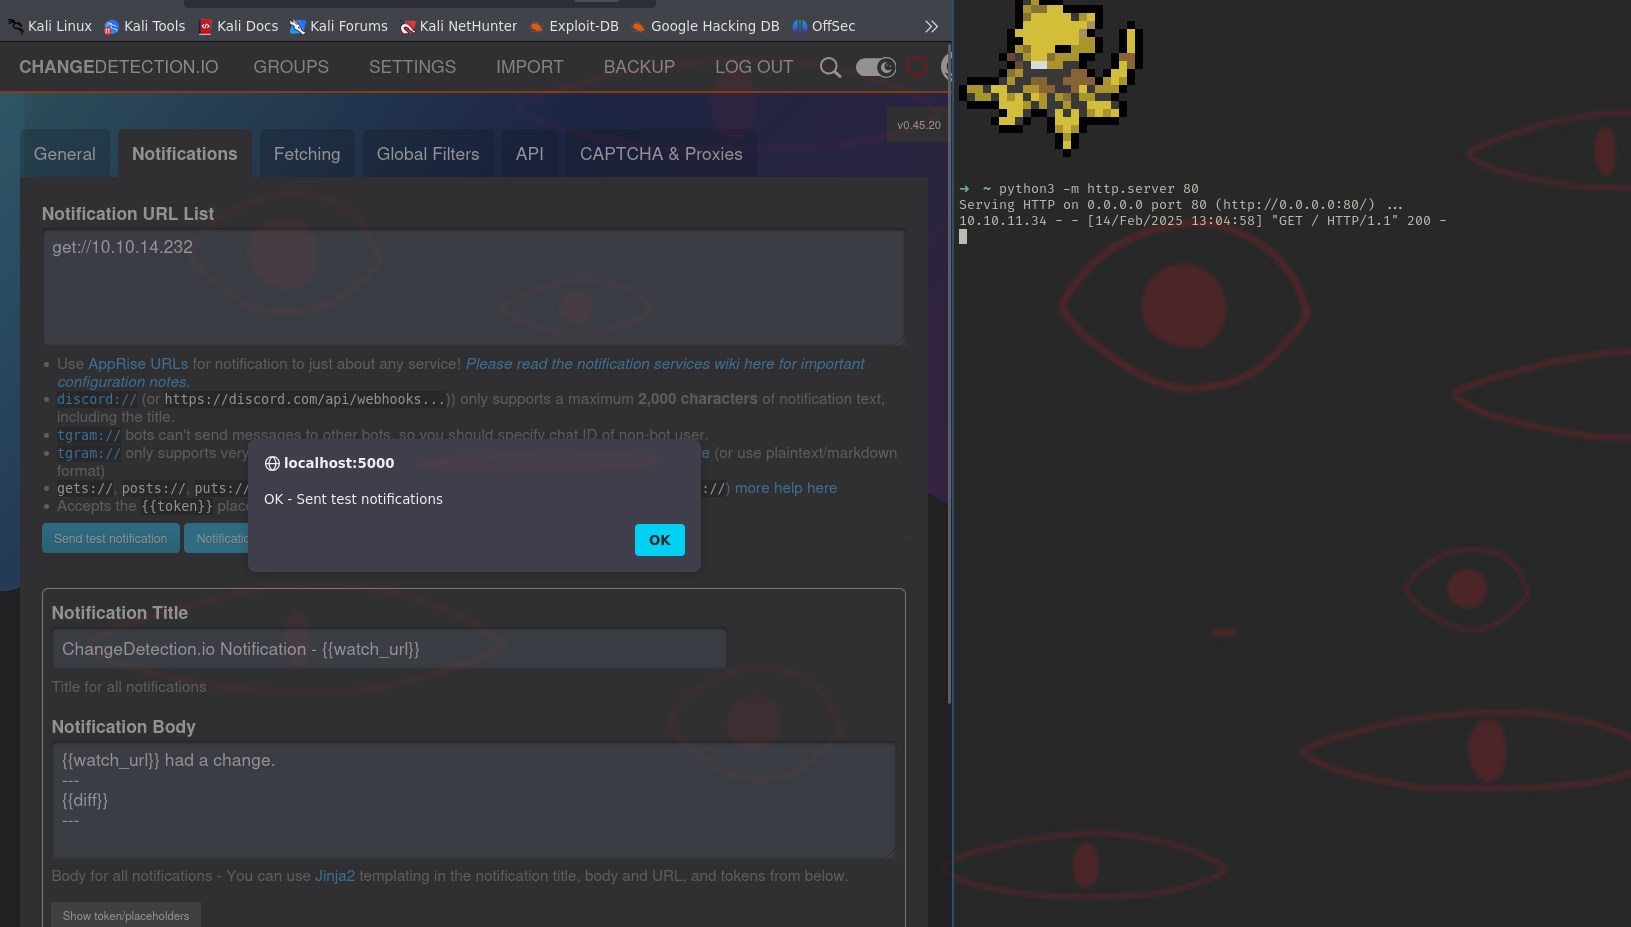 Kali Linux Kali Tools Kali Docs Kali Forums Kali NetHunter Exploit-DB Google Hacking DB OffSec
CHANGEDETECTION.IO GROUPS SETTINGS IMPORT BACKUP LOG OUT
v0.45.20
General Notifications Fetching Global Filters API CAPTCHA & Proxies
Notification URL List
get://10.10.14.232
• Use AppRise URLs for notification to just about any service! Please read the notification services wiki here for important
configuration notes.
• discord:// (or https://discord.com/api/webhooks...)) only supports a maximum 2,000 characters of notification text,
including the title.
• tgram:// bots can't send messages to other bots, so you should specify chat ID of non-bot user.
• tgram:// only supports very e (or use plaintext/markdown
format)
• gets://, posts://, puts:// ://) more help here
• Accepts the {{token}} plac
Send test notification Notificatio
localhost:5000
OK - Sent test notifications
OK
Notification Title
ChangeDetection.io Notification - {{watch_url}}
Title for all notifications
Notification Body
{{watch_url}} had a change.
---
{{diff}}
---
Body for all notifications - You can use Jinja2 templating in the notification title, body and URL, and tokens from below.
Show token/placeholders
➜ ~ python3 -m http.server 80
Serving HTTP on 0.0.0.0 port 80 (http://0.0.0.0:80/) ...
10.10.11.34 - - [14/Feb/2025 13:04:58] "GET / HTTP/1.1" 200 -